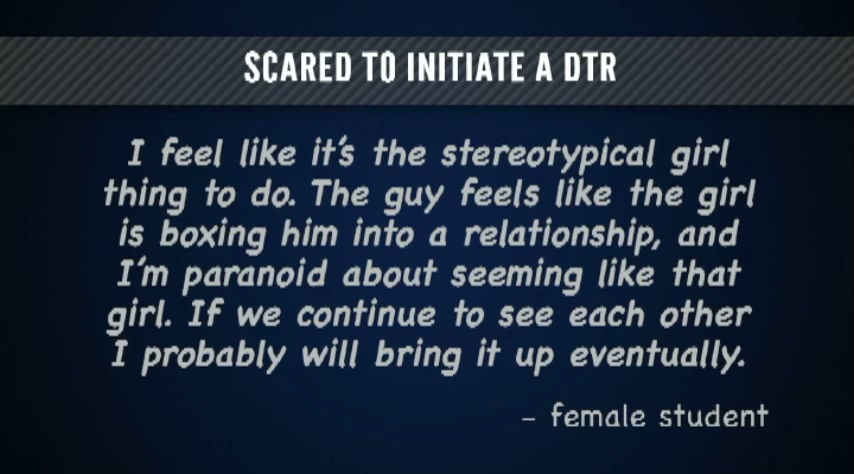 SCARED TO INITIATE A DTR
I feel like it's the stereotypical girl
thing to do. The guy feels like the girl
is boxing him into a relationship, and
I'm paranoid about seeming like that
girl. If we continue to see each other
I probably will bring it up eventually.
– female student